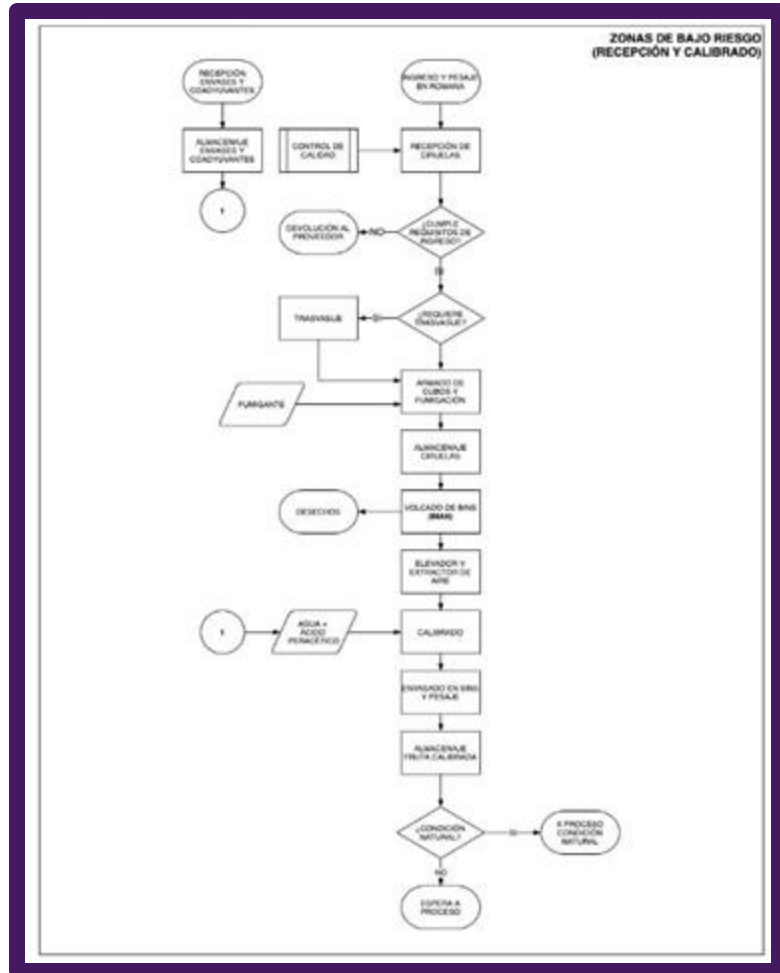 ZONAS DE BAJO RIESGO
(RECEPCIÓN Y CALIBRADO)
RECEPCIÓN
ENVASES Y
COADYUVANTES
INGRESO Y PESAJE
EN ROMANA
ALMACENAJE
ENVASES Y
COADYUVANTES
CONTROL DE
CALIDAD
RECEPCIÓN DE
CIRUELAS
1
DEVOLUCIÓN AL
PROVEEDOR
NO
¿CUMPLE
REQUISITOS DE
INGRESO?
SI
TRASVASIJE
SI
¿REQUIERE
TRASVASIJE?
ARMADO DE
CUBOS Y
FUMIGACIÓN
FUMIGANTE
ALMACENAJE
CIRUELAS
DESECHOS
VOLCADO DE BINS
(IMAN)
ELEVADOR Y
EXTRACTOR DE
AIRE
1
AGUA +
ÁCIDO
PERACÉTICO
CALIBRADO
ENVASADO EN BINS
Y PESAJE
ALMACENAJE
FRUTA CALIBRADA
¿CONDICIÓN
NATURAL?
SI
A PROCESO
CONDICIÓN
NATURAL
NO
ESPERA A
PROCESO